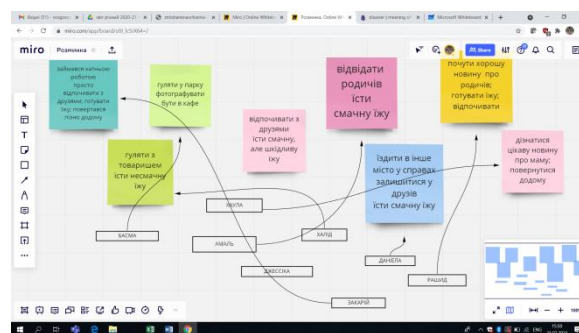 miro
Розминка
Share
займався хатньою
роботою
просто
відпочивати з
друзями; готувати
їжу; повертався
пізно додому
гуляти у парку
фотографувати
бути в кафе
гуляти з
товаришем
їсти несмачну
їжу
відпочивати з
друзями
їсти смачну,
але шкідливу
їжу
відвідати
родичів
їсти
смачну їжу
їздити в інше
місто у справах
залишитися у
друзів
їсти смачну їжу
почути хорошу
новину про
родичів;
готувати їжу;
відпочивати
дізнатися
цікаву новину
про маму;
повернутися
додому
БАСМА
АМАЛЬ
ДЖЕССІКА
ХАЛІД
ЗАКАРІЙ
ДАНІЕЛА
РАШИД